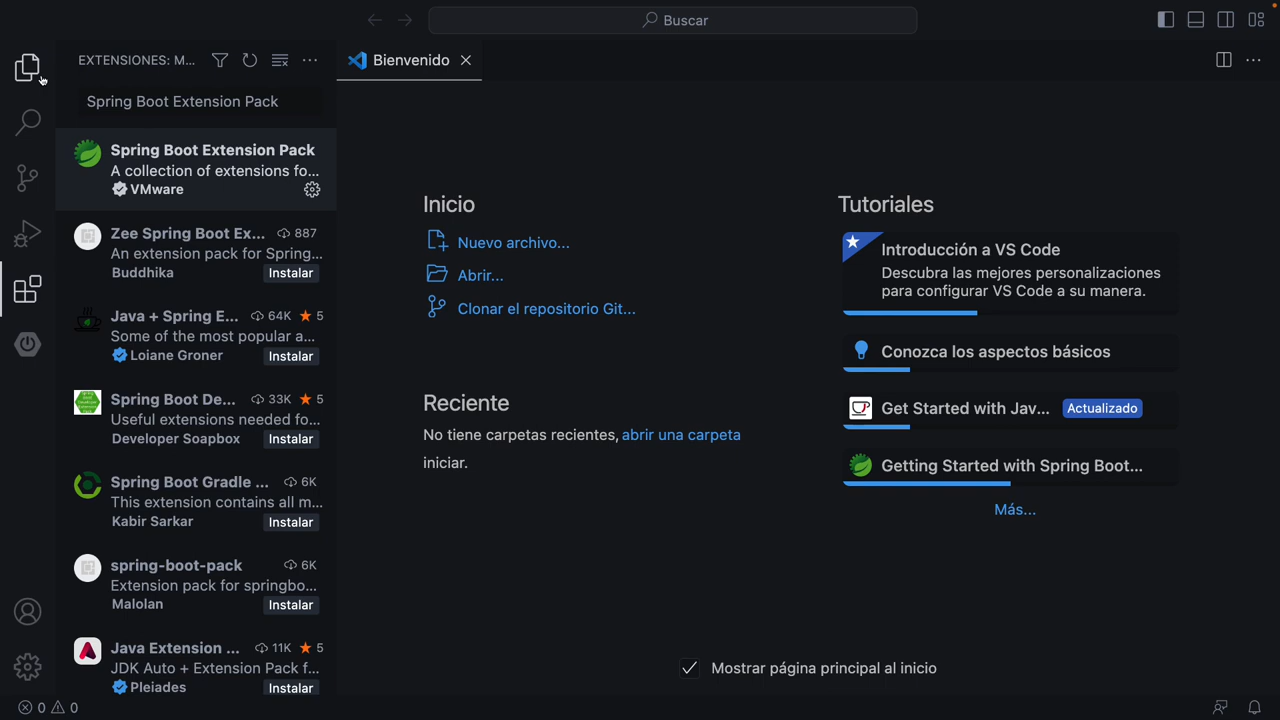 Buscar
EXTENSIONES: M...
Bienvenido
Spring Boot Extension Pack
Spring Boot Extension Pack
A collection of extensions fo...
VMware
Zee Spring Boot Ex... 887
An extension pack for Spring...
Buddhika Instalar
Java + Spring E... 64K 5
Some of the most popular a...
Loiane Groner Instalar
Spring Boot De... 33K 5
Useful extensions needed fo...
Developer Soapbox Instalar
Spring Boot Gradle ... 6K
This extension contains all m...
Kabir Sarkar Instalar
spring-boot-pack 6K
Extension pack for springbo...
Malolan Instalar
Java Extension ... 11K 5
JDK Auto + Extension Pack f...
Pleiades Instalar
Inicio
Nuevo archivo...
Abrir...
Clonar el repositorio Git...
Reciente
No tiene carpetas recientes, abrir una carpeta
iniciar.
Tutoriales
Introducción a VS Code
Descubra las mejores personalizaciones
para configurar VS Code a su manera.
Conozca los aspectos básicos
Get Started with Jav... Actualizado
Getting Started with Spring Boot...
Más...
Mostrar página principal al inicio
0 0